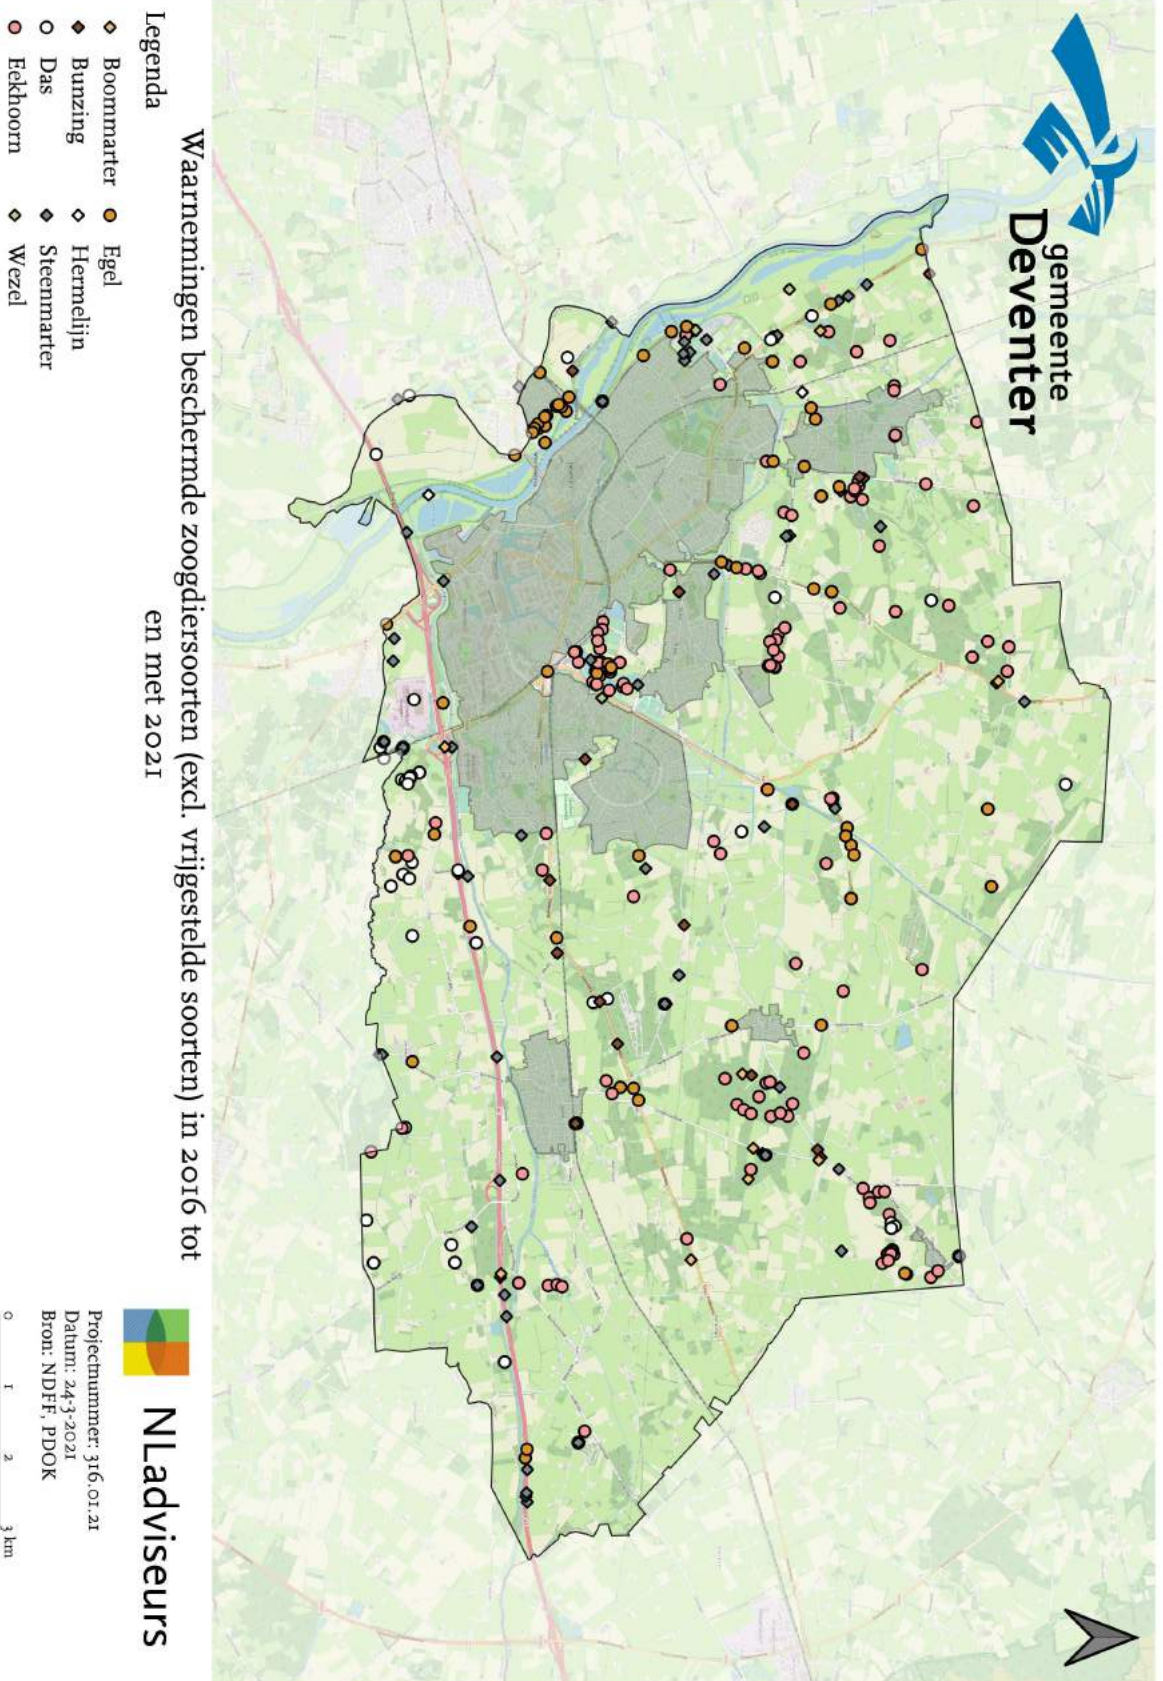 gemeente
Deventer
Waarnemingen beschermde zoogdiersoorten (excl. vrijgestelde soorten) in 2016 tot
en met 2021
Legenda
Boommarter
Bunzing
Das
Eekhoorn
Egel
Hermelijn
Steenmarter
Wezel
NLadviseurs
Projectnummer: 316.01.21
Datum: 24-3-2021
Bron: NDFF, PDOK
0 1 2 3 km